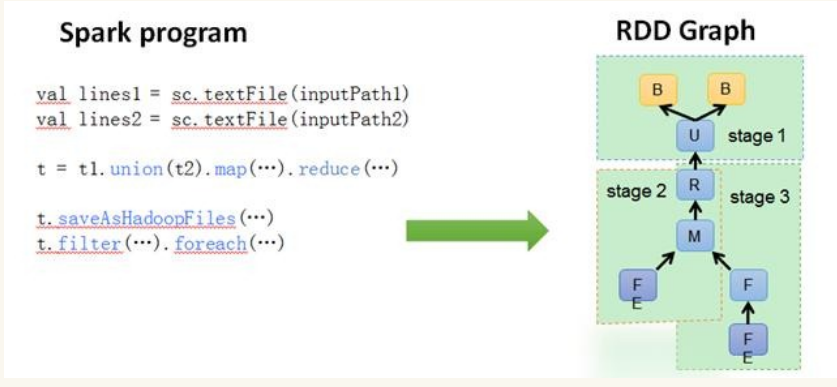 Spark program
val lines1 = sc.textFile(inputPath1)
val lines2 = sc.textFile(inputPath2)
t = t1.union(t2).map(···).reduce(···)
t.saveAsHadoopFiles(···)
t.filter(···).foreach(···)
RDD Graph
B B
U stage 1
stage 2 R stage 3
M
F
E
F
F
E